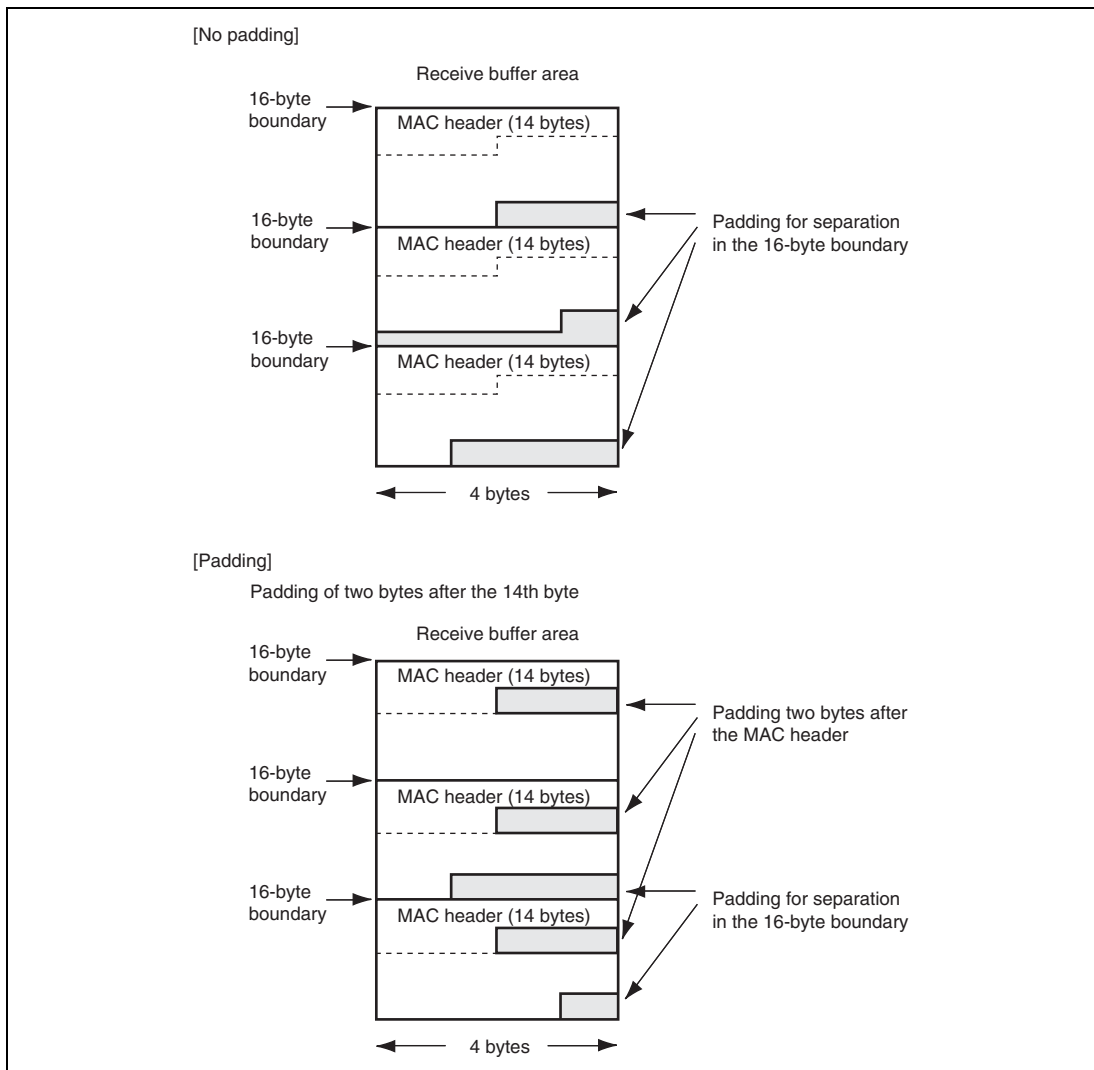 [No padding]
Receive buffer area
16-byte
boundary
MAC header (14 bytes)
16-byte
boundary
MAC header (14 bytes)
Padding for separation
in the 16-byte boundary
16-byte
boundary
MAC header (14 bytes)
4 bytes
[Padding]
Padding of two bytes after the 14th byte
Receive buffer area
16-byte
boundary
MAC header (14 bytes)
Padding two bytes after
the MAC header
16-byte
boundary
MAC header (14 bytes)
16-byte
boundary
MAC header (14 bytes)
Padding for separation
in the 16-byte boundary
4 bytes